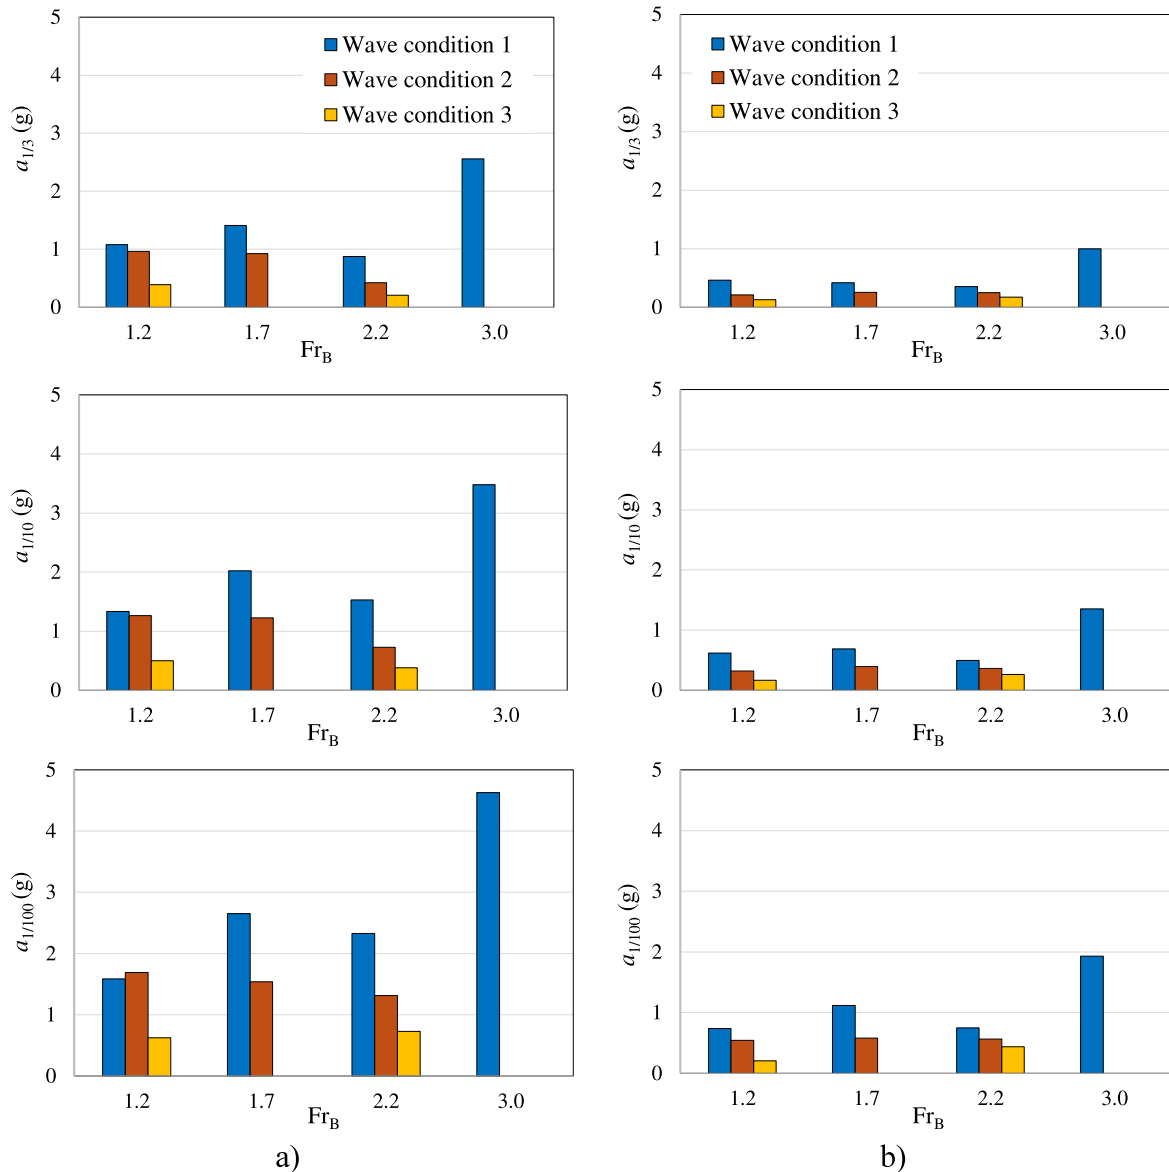 5
4
3
2
1
0
a1/3 (g)
Wave condition 1
Wave condition 2
Wave condition 3
1.2 1.7 2.2 3.0
FrB
5
4
3
2
1
0
a1/3 (g)
Wave condition 1
Wave condition 2
Wave condition 3
1.2 1.7 2.2 3.0
FrB
5
4
3
2
1
0
a1/10 (g)
1.2 1.7 2.2 3.0
FrB
5
4
3
2
1
0
a1/10 (g)
1.2 1.7 2.2 3.0
FrB
5
4
3
2
1
0
a1/100 (g)
1.2 1.7 2.2 3.0
FrB
5
4
3
2
1
0
a1/100 (g)
1.2 1.7 2.2 3.0
FrB
a)
b)